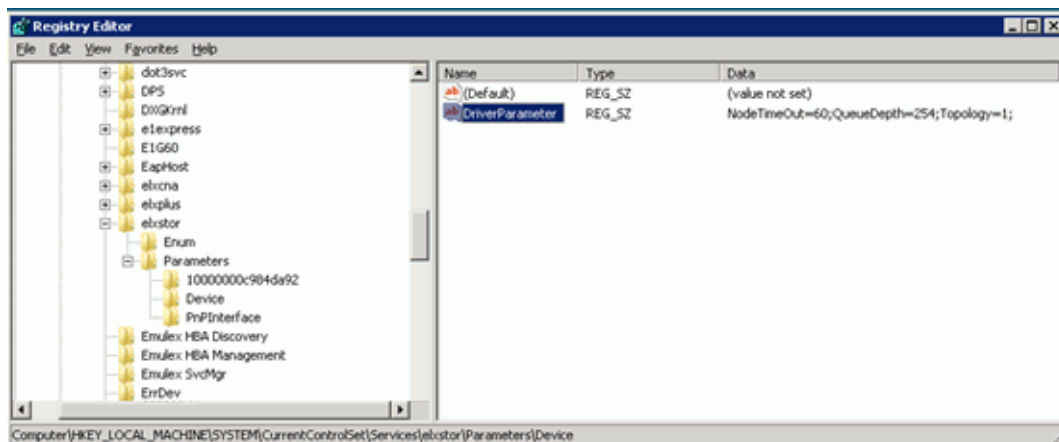 Registry Editor
File Edit View Favorites Help
dot3svc
DPS
DXGKrnl
e1express
E1G60
EapHost
elxcna
elxplus
elxstor
Enum
Parameters
10000000c984da92
Device
PnPInterface
Emulex HBA Discovery
Emulex HBA Management
Emulex SvcMgr
ErrDev
Name Type Data
(Default) REG_SZ (value not set)
DriverParameter REG_SZ NodeTimeOut=60;QueueDepth=254;Topology=1;
Computer\HKEY_LOCAL_MACHINE\SYSTEM\CurrentControlSet\Services\elxstor\Parameters\Device